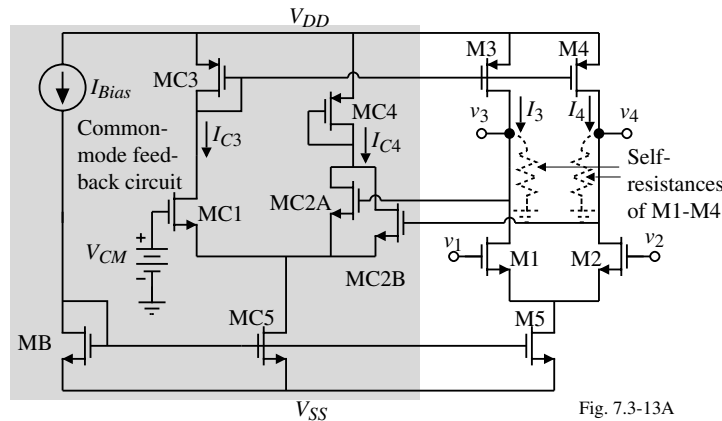 V_DD
M3
M4
MC3
I_Bias
MC4
v_3
I_3
I_4
v_4
Common-
mode feed-
back circuit
I_C3
I_C4
Self-
resistances
of M1-M4
MC2A
MC1
V_CM
+
−
v_1
M1
M2
v_2
MC2B
MB
MC5
M5
V_SS
Fig. 7.3-13A